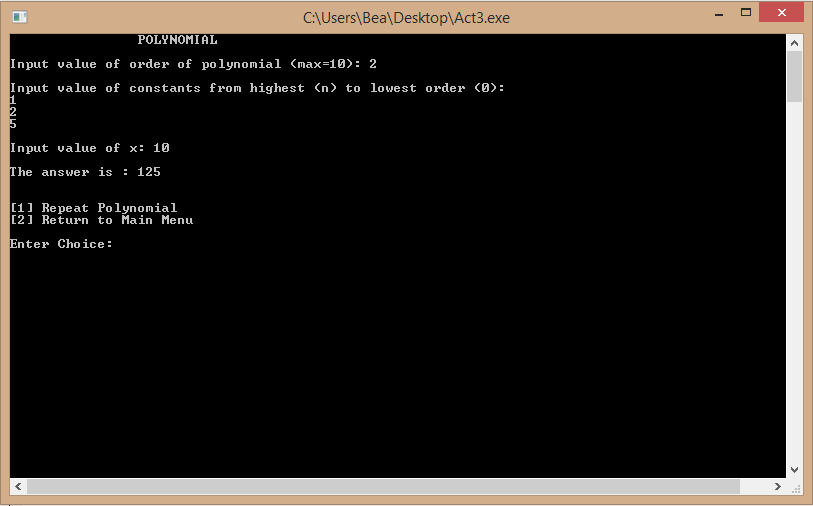 C:\Users\Bea\Desktop\Act3.exe
POLYNOMIAL
Input value of order of polynomial (max=10): 2
Input value of constants from highest (n) to lowest order (0):
1
2
5
Input value of x: 10
The answer is : 125
[1] Repeat Polynomial
[2] Return to Main Menu
Enter Choice: